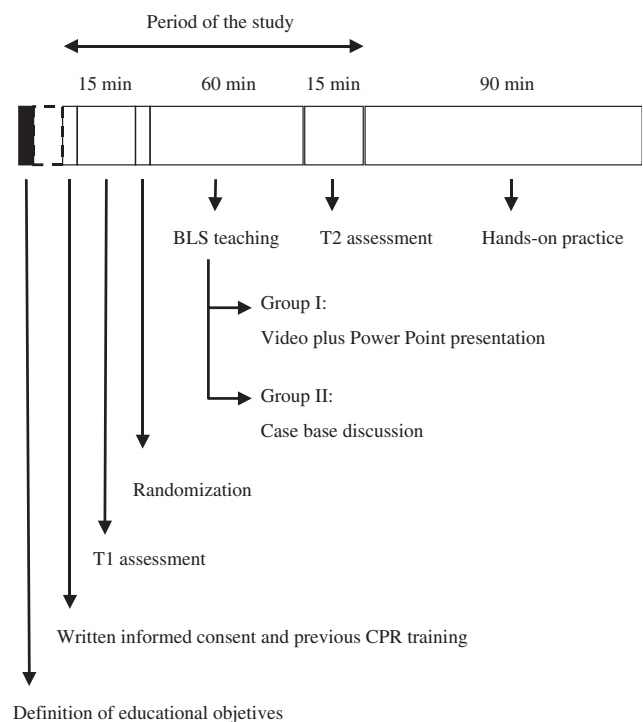 Period of the study
15 min 60 min 15 min 90 min
BLS teaching T2 assessment Hands-on practice
Group I:
Video plus Power Point presentation
Group II:
Case base discussion
Randomization
T1 assessment
Written informed consent and previous CPR training
Definition of educational objetives